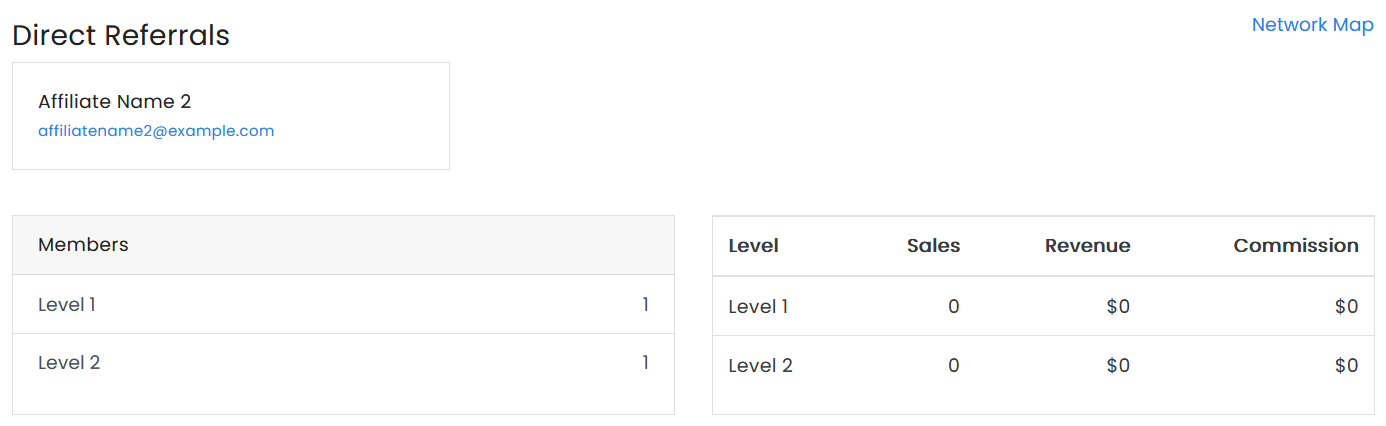 Direct Referrals
Network Map
Affiliate Name 2
affiliatename2@example.com
Members
Level 1 1
Level 2 1
Level Sales Revenue Commission
Level 1 0 $0 $0
Level 2 0 $0 $0